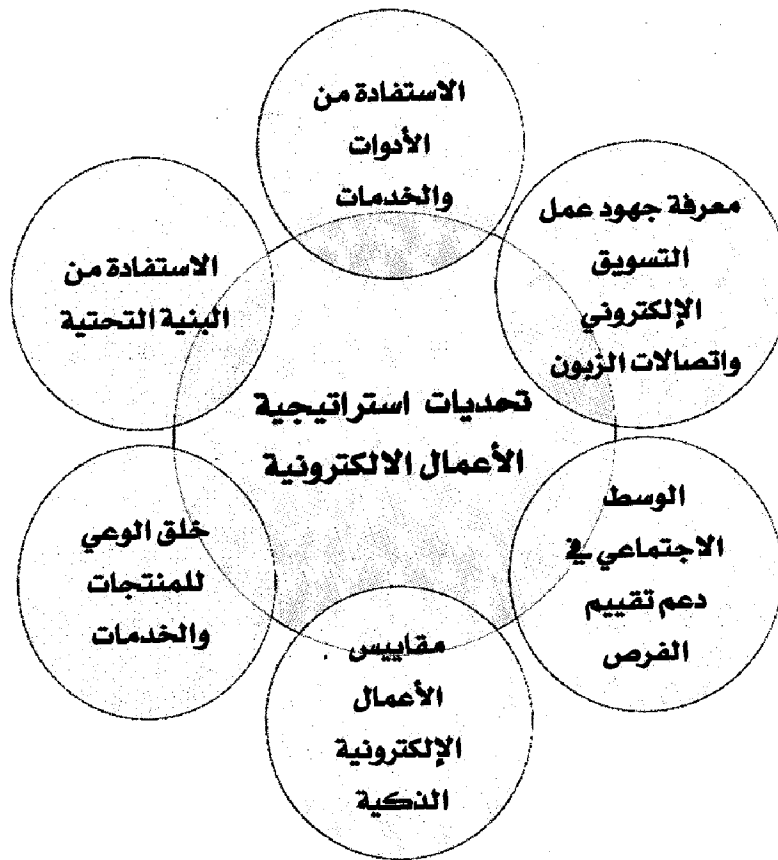 الاستفادة من
الأدوات
والخدمات
معرفة جهود عمل
التسويق
الإلكتروني
واتصالات الزبون
الوسط
الاجتماعي في
دعم تقييم
الفرص
مقاييس
الأعمال
الإلكترونية
الذكية
خلق الوعي
للمنتجات
والخدمات
الاستفادة من
البنية التحتية
تحديات استراتيجية
الأعمال الالكترونية